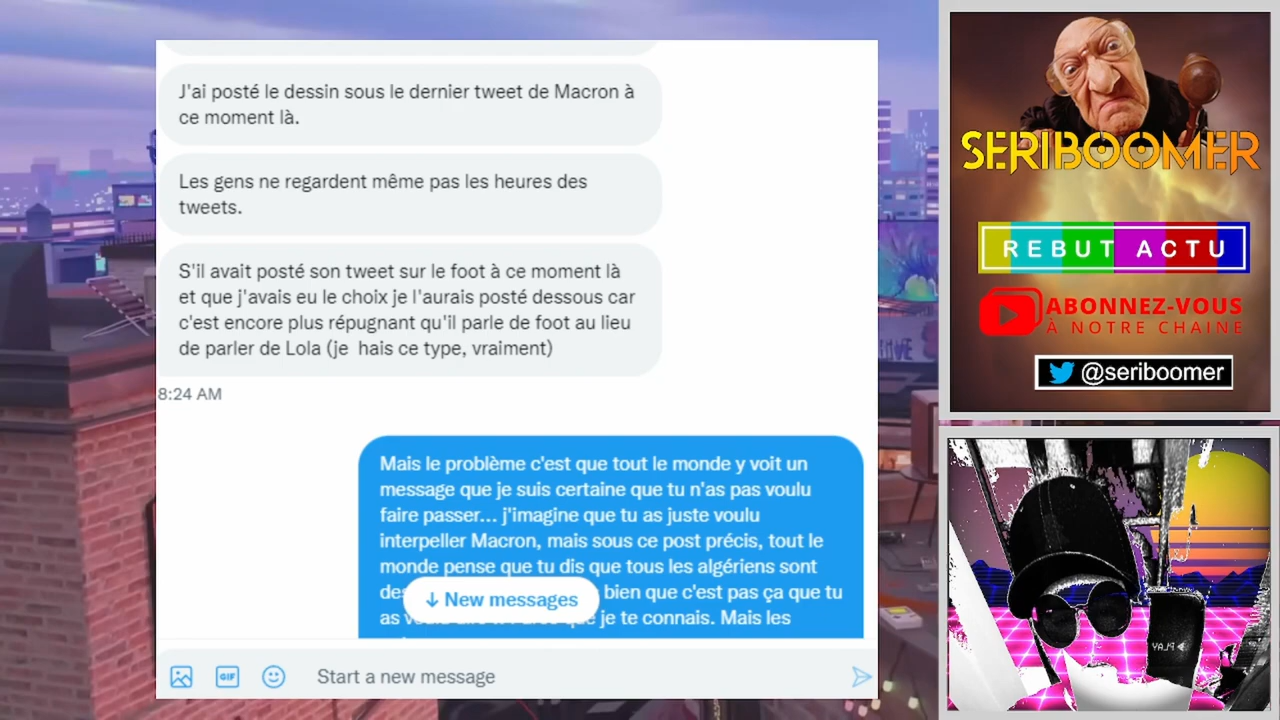 J'ai posté le dessin sous le dernier tweet de Macron à
ce moment là.
Les gens ne regardent même pas les heures des
tweets.
S'il avait posté son tweet sur le foot à ce moment là
et que j'avais eu le choix je l'aurais posté dessous car
c'est encore plus répugnant qu'il parle de foot au lieu
de parler de Lola (je hais ce type, vraiment)
8:24 AM
Mais le problème c'est que tout le monde y voit un
message que je suis certaine que tu n'as pas voulu
faire passer... j'imagine que tu as juste voulu
interpeller Macron, mais sous ce post précis, tout le
monde pense que tu dis que tous les algériens sont
bien que c'est pas ça que tu
as je te connais. Mais les
↓ New messages
GIF
Start a new message
SERIBOOMER
REBUT ACTU
ABONNEZ-VOUS
À NOTRE CHAINE
@seriboomer